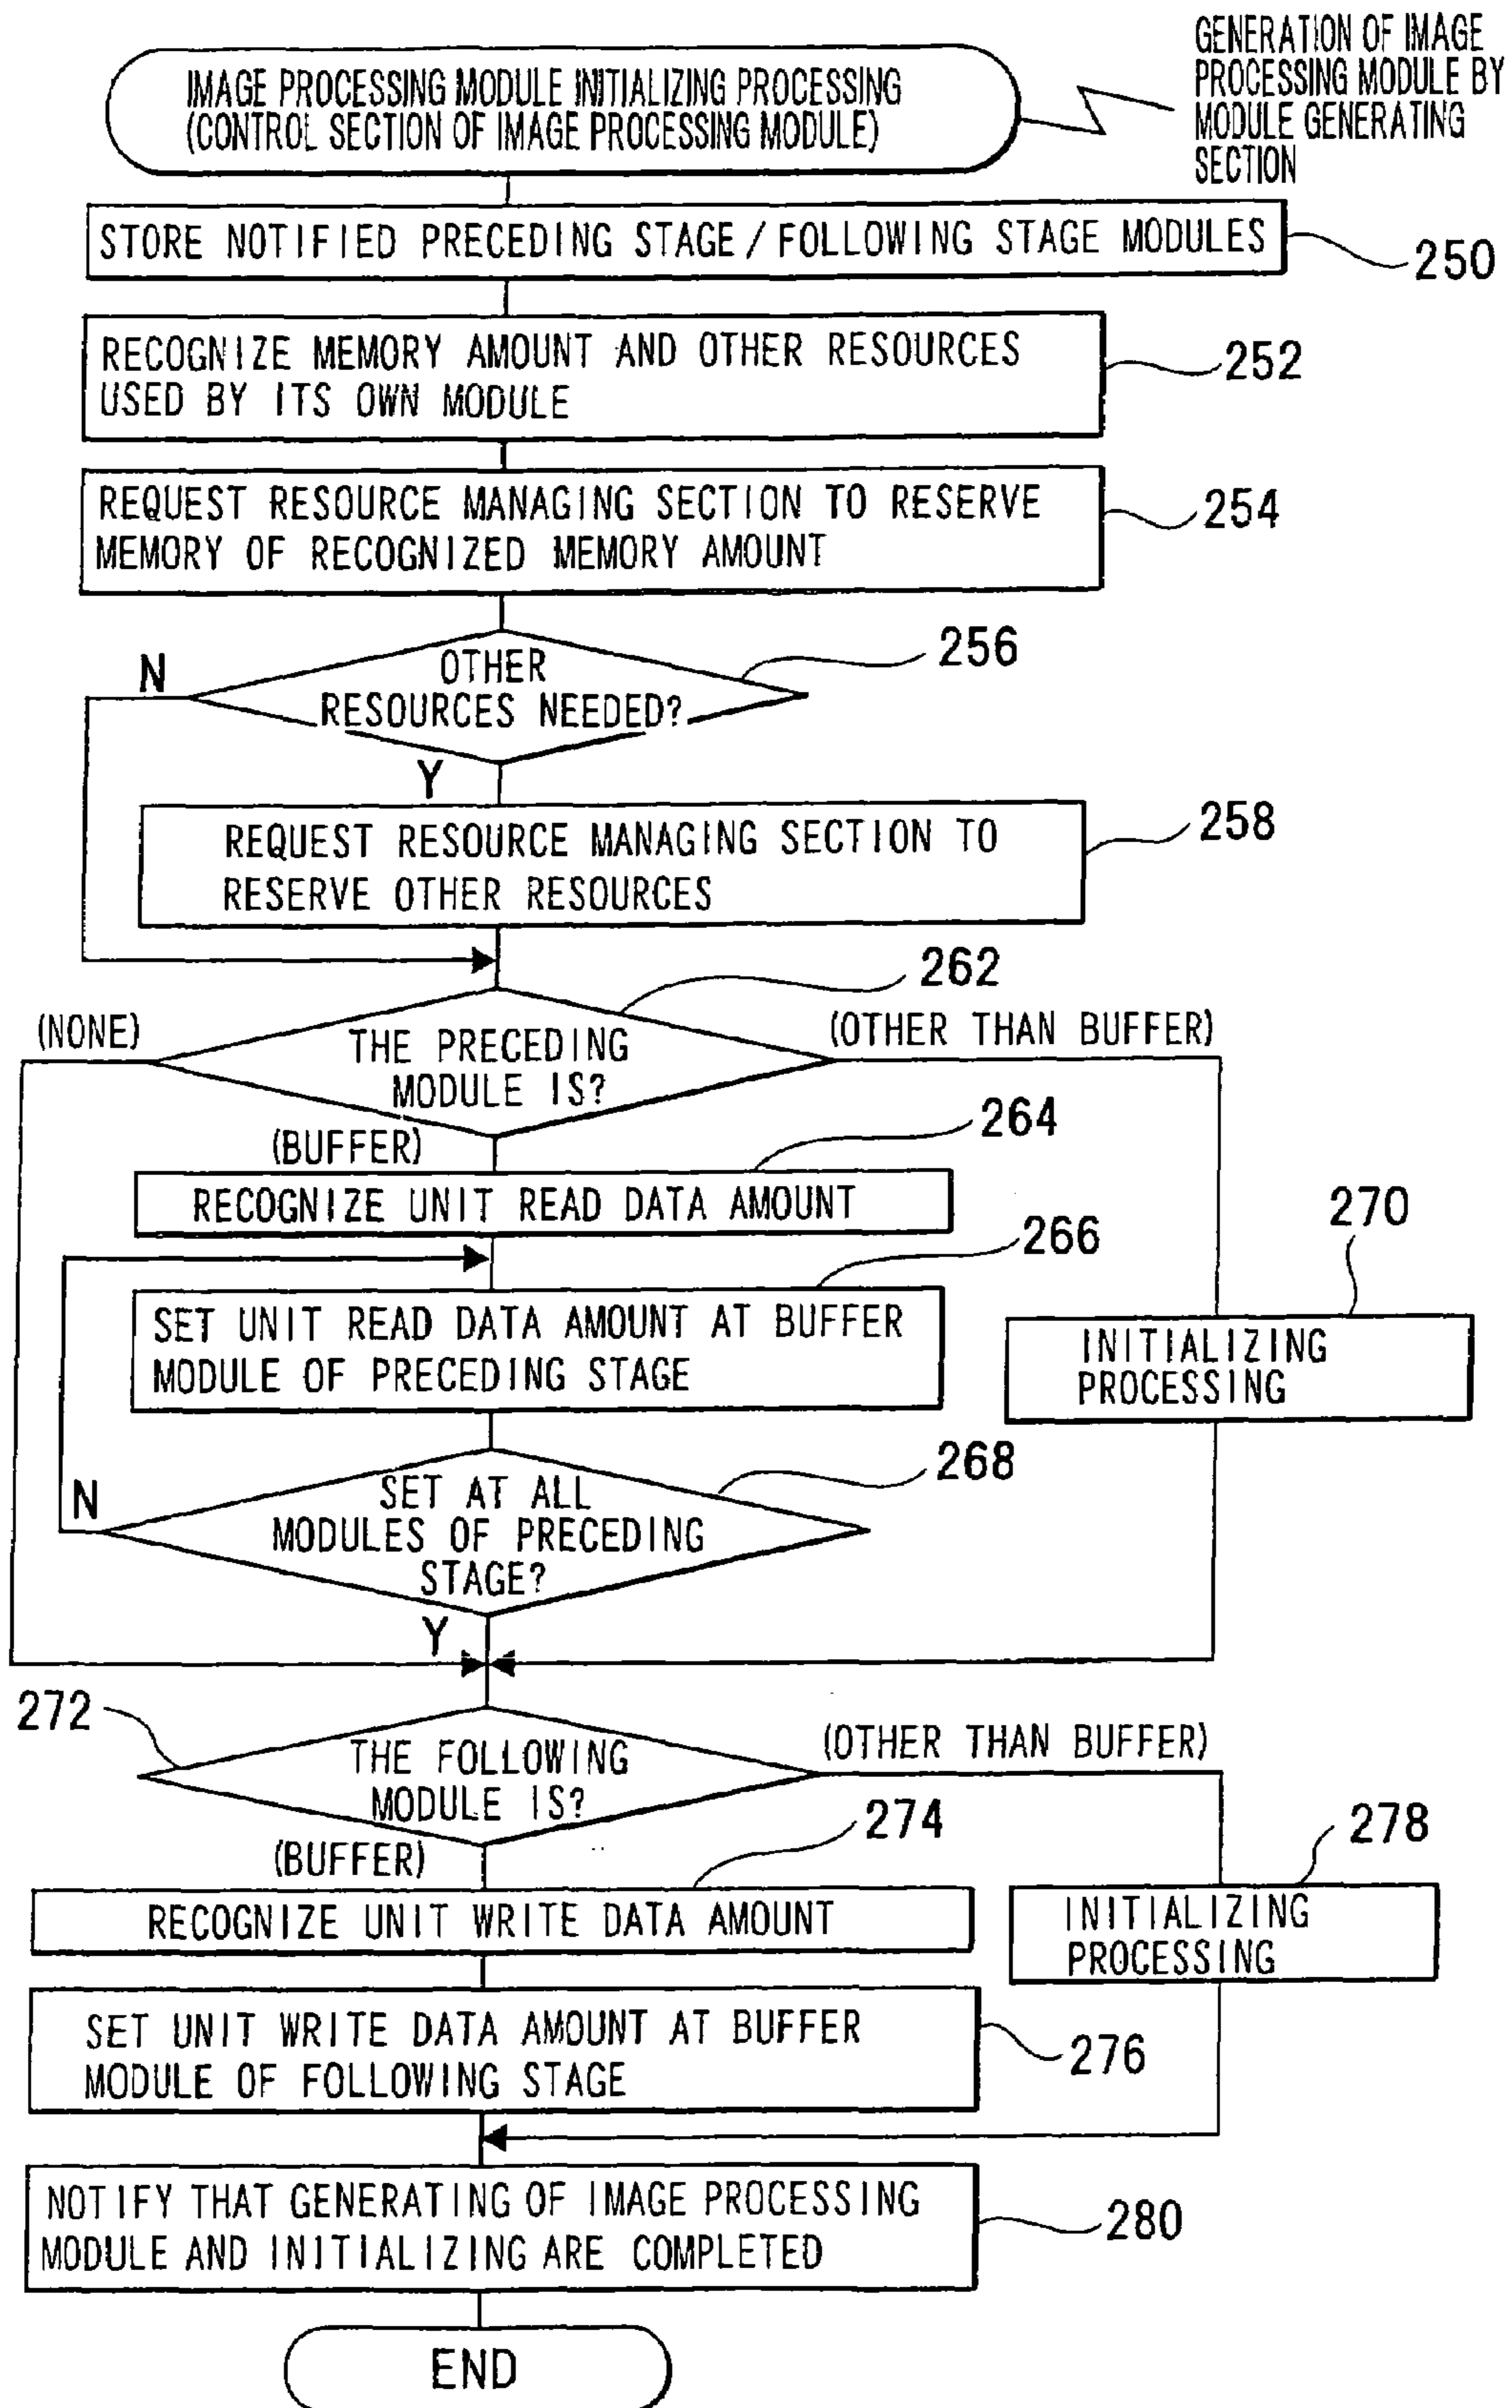 GENERATION OF IMAGE
PROCESSING MODULE BY
MODULE GENERATING
SECTION
IMAGE PROCESSING MODULE INITIALIZING PROCESSING
(CONTROL SECTION OF IMAGE PROCESSING MODULE)
STORE NOTIFIED PRECEDING STAGE/FOLLOWING STAGE MODULES
250
RECOGNIZE MEMORY AMOUNT AND OTHER RESOURCES
USED BY ITS OWN MODULE
252
REQUEST RESOURCE MANAGING SECTION TO RESERVE
MEMORY OF RECOGNIZED MEMORY AMOUNT
254
OTHER
RESOURCES NEEDED?
256
N
Y
REQUEST RESOURCE MANAGING SECTION TO
RESERVE OTHER RESOURCES
258
262
(NONE)
THE PRECEDING
MODULE IS?
(OTHER THAN BUFFER)
(BUFFER)
264
RECOGNIZE UNIT READ DATA AMOUNT
266
SET UNIT READ DATA AMOUNT AT BUFFER
MODULE OF PRECEDING STAGE
270
INITIALIZING
PROCESSING
268
N
SET AT ALL
MODULES OF PRECEDING
STAGE?
Y
272
THE FOLLOWING
MODULE IS?
(OTHER THAN BUFFER)
(BUFFER)
274
RECOGNIZE UNIT WRITE DATA AMOUNT
278
INITIALIZING
PROCESSING
SET UNIT WRITE DATA AMOUNT AT BUFFER
MODULE OF FOLLOWING STAGE
276
NOTIFY THAT GENERATING OF IMAGE PROCESSING
MODULE AND INITIALIZING ARE COMPLETED
280
END